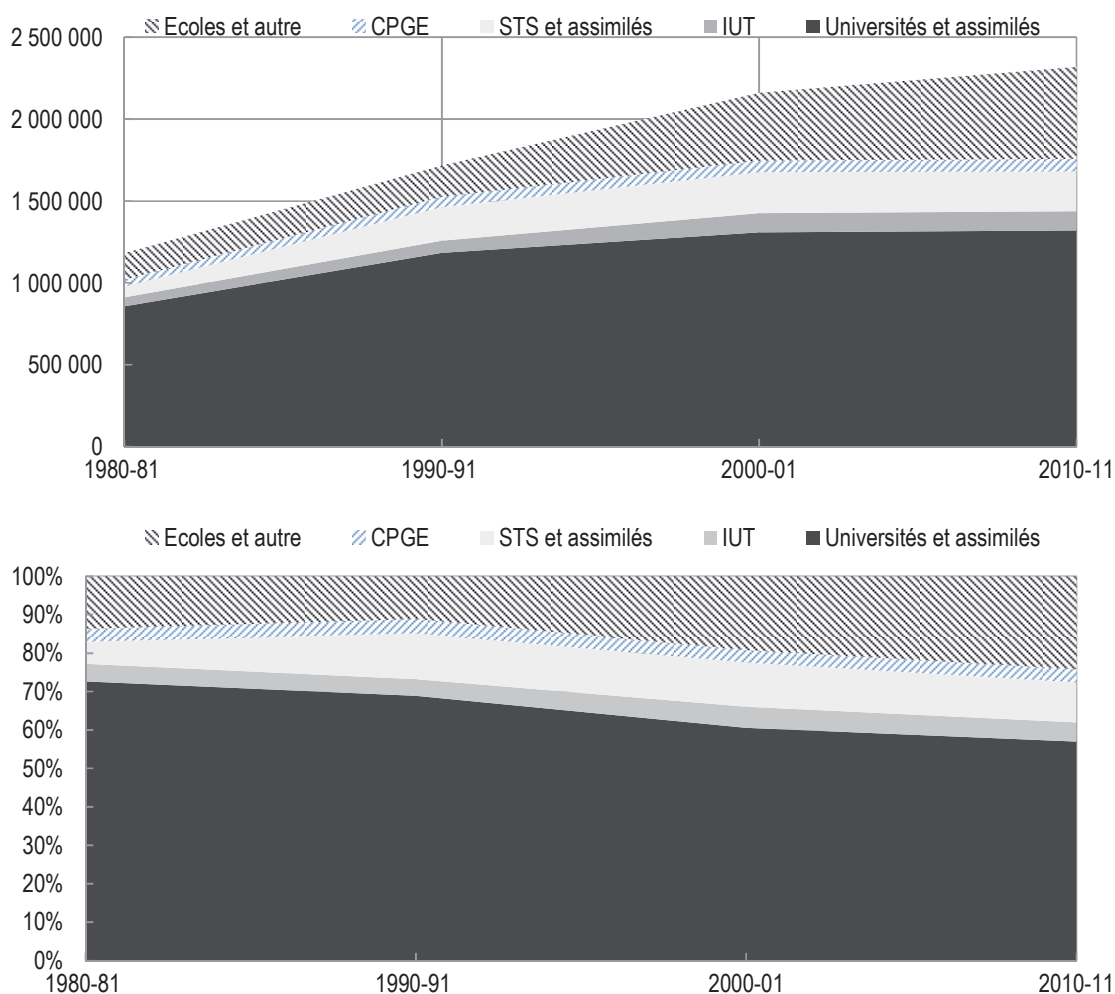 Ecoles et autre CPGE STS et assimilés IUT Universités et assimilés
2 500 000
2 000 000
1 500 000
1 000 000
500 000
0
1980-81 1990-91 2000-01 2010-11
Ecoles et autre CPGE STS et assimilés IUT Universités et assimilés
100%
90%
80%
70%
60%
50%
40%
30%
20%
10%
0%
1980-81 1990-91 2000-01 2010-11